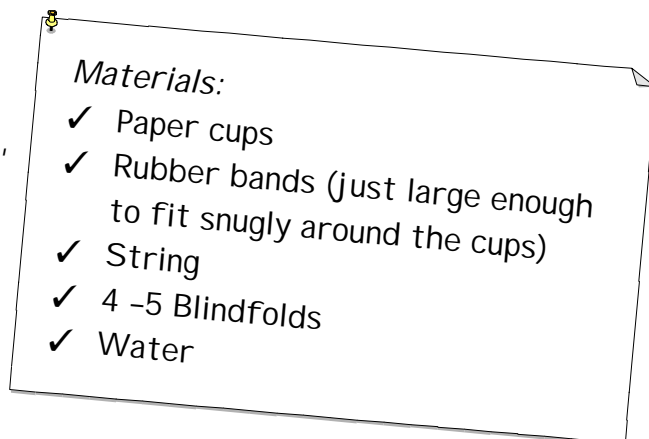 Materials:
✓ Paper cups
✓ Rubber bands (just large enough
to fit snugly around the cups)
✓ String
✓ 4 –5 Blindfolds
✓ Water